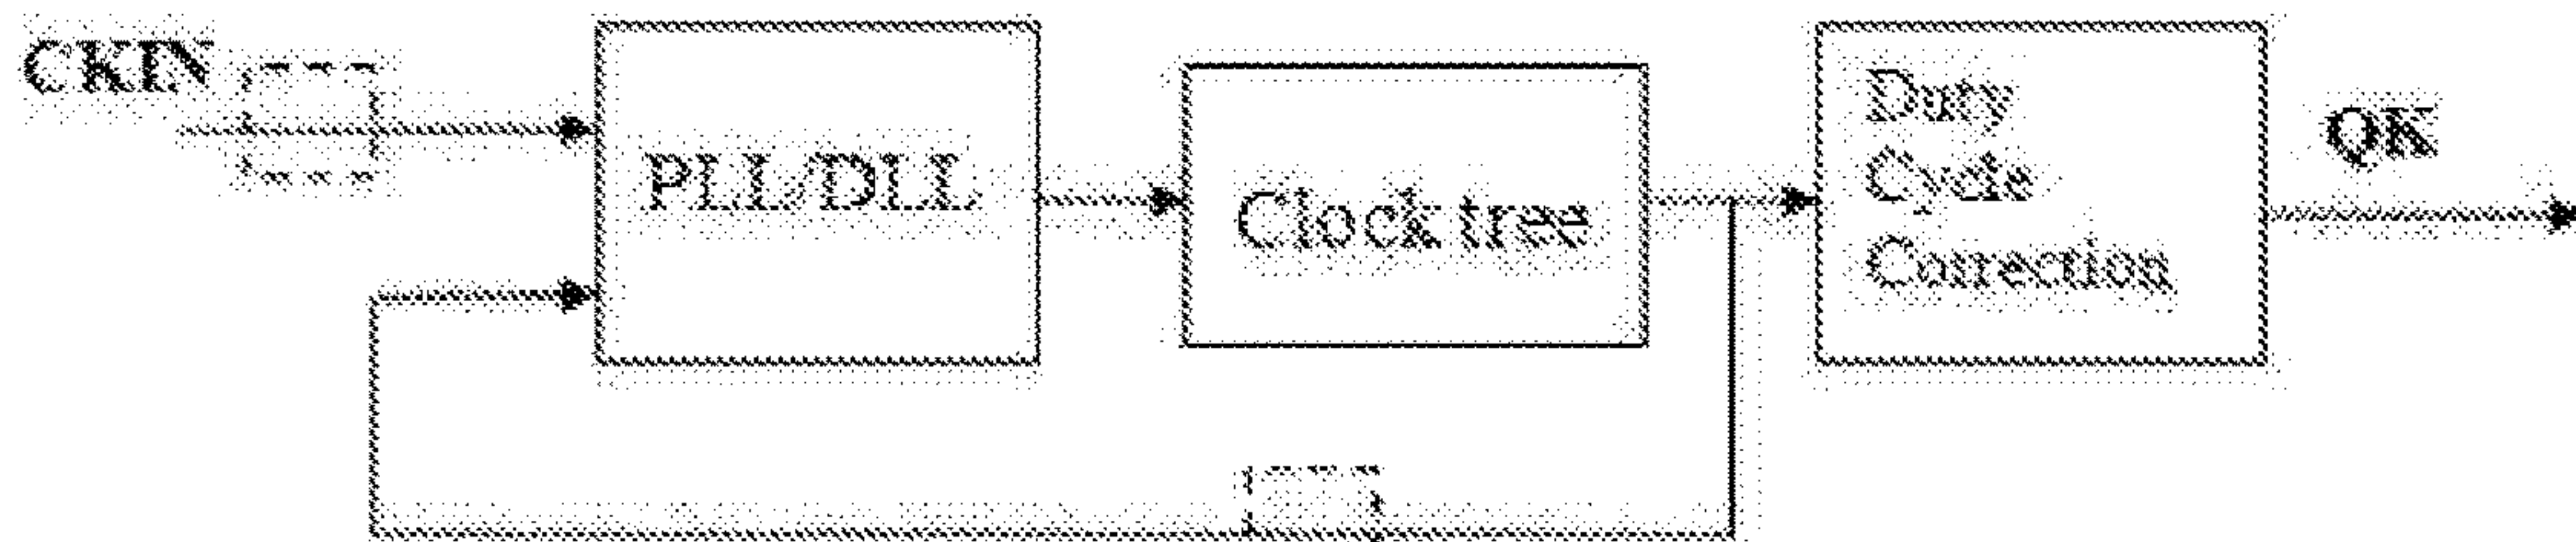 CKIN
PLL/DLL
Clock tree
Duty
Cycle
Correction
QK